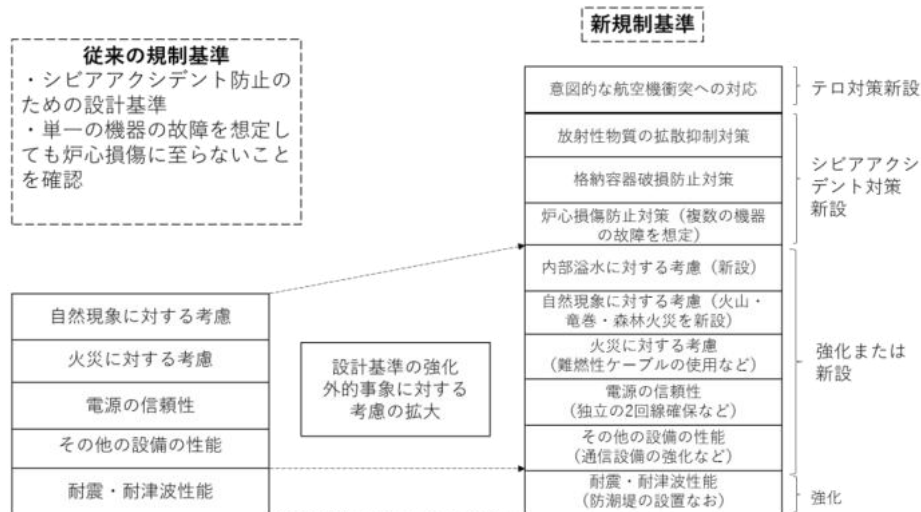 従来の規制基準
・シビアアクシデント防止の
ための設計基準
・単一の機器の故障を想定し
ても炉心損傷に至らないこと
を確認
自然現象に対する考慮
火災に対する考慮
電源の信頼性
その他の設備の性能
耐震・耐津波性能
設計基準の強化
外的事象に対する
考慮の拡大
新規制基準
意図的な航空機衝突への対応
放射性物質の拡散抑制対策
格納容器破損防止対策
炉心損傷防止対策（複数の機器
の故障を想定）
内部溢水に対する考慮（新設）
自然現象に対する考慮（火山・
竜巻・森林火災を新設）
火災に対する考慮
（難燃性ケーブルの使用など）
電源の信頼性
（独立の2回線確保など）
その他の設備の性能
（通信設備の強化など）
耐震・耐津波性能
（防潮堤の設置なお）
テロ対策新設
シビアアクシ
デント対策
新設
強化または
新設
強化